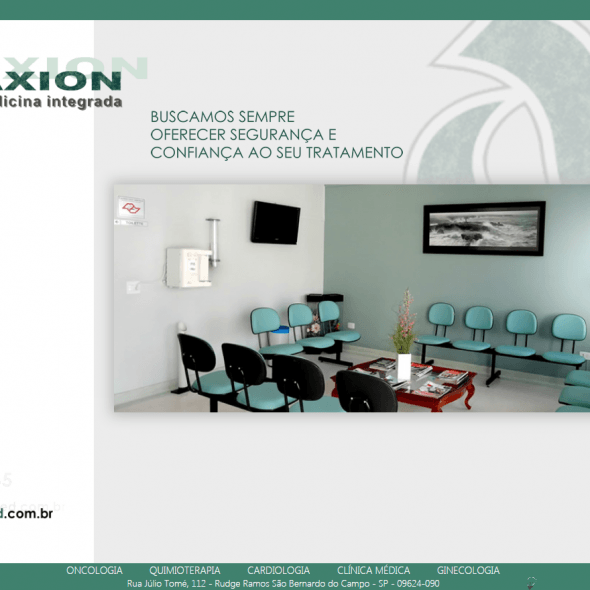 AXION
dicina integrada
BUSCAMOS SEMPRE
OFERECER SEGURANÇA E
CONFIANÇA AO SEU TRATAMENTO
d.com.br
ONCOLOGIA QUIMIOTERAPIA CARDIOLOGIA CLÍNICA MÉDICA GINECOLOGIA
Rua Júlio Tomé, 112 - Rudge Ramos São Bernardo do Campo - SP - 09624-090